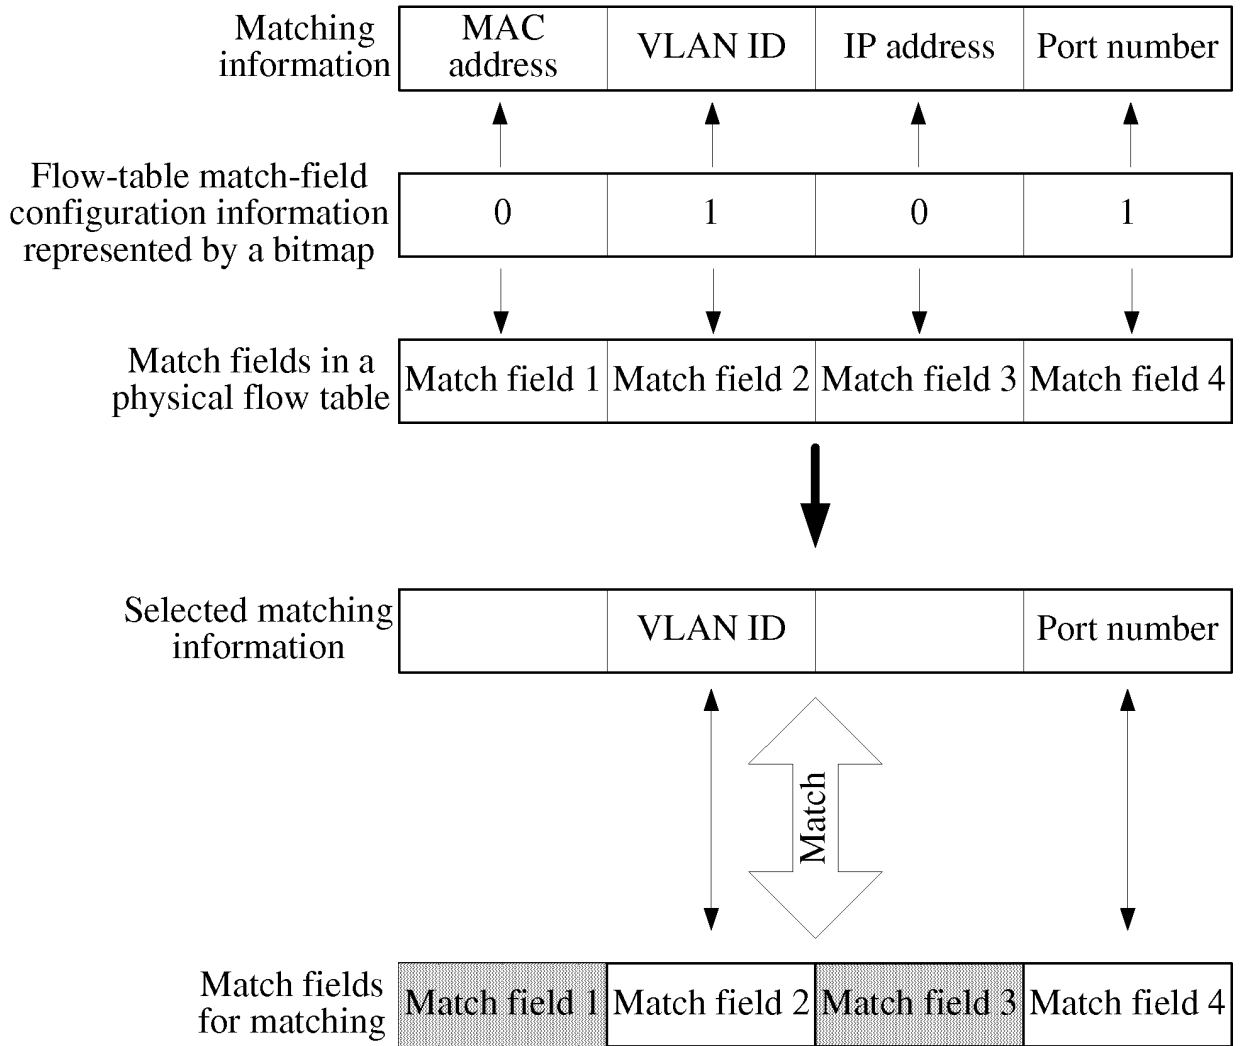 Matching
information
MAC
address
VLAN ID
IP address
Port number
Flow-table match-field
configuration information
represented by a bitmap
0
1
0
1
Match fields in a
physical flow table
Match field 1
Match field 2
Match field 3
Match field 4
Selected matching
information
VLAN ID
Port number
Match
Match fields
for matching
Match field 1
Match field 2
Match field 3
Match field 4